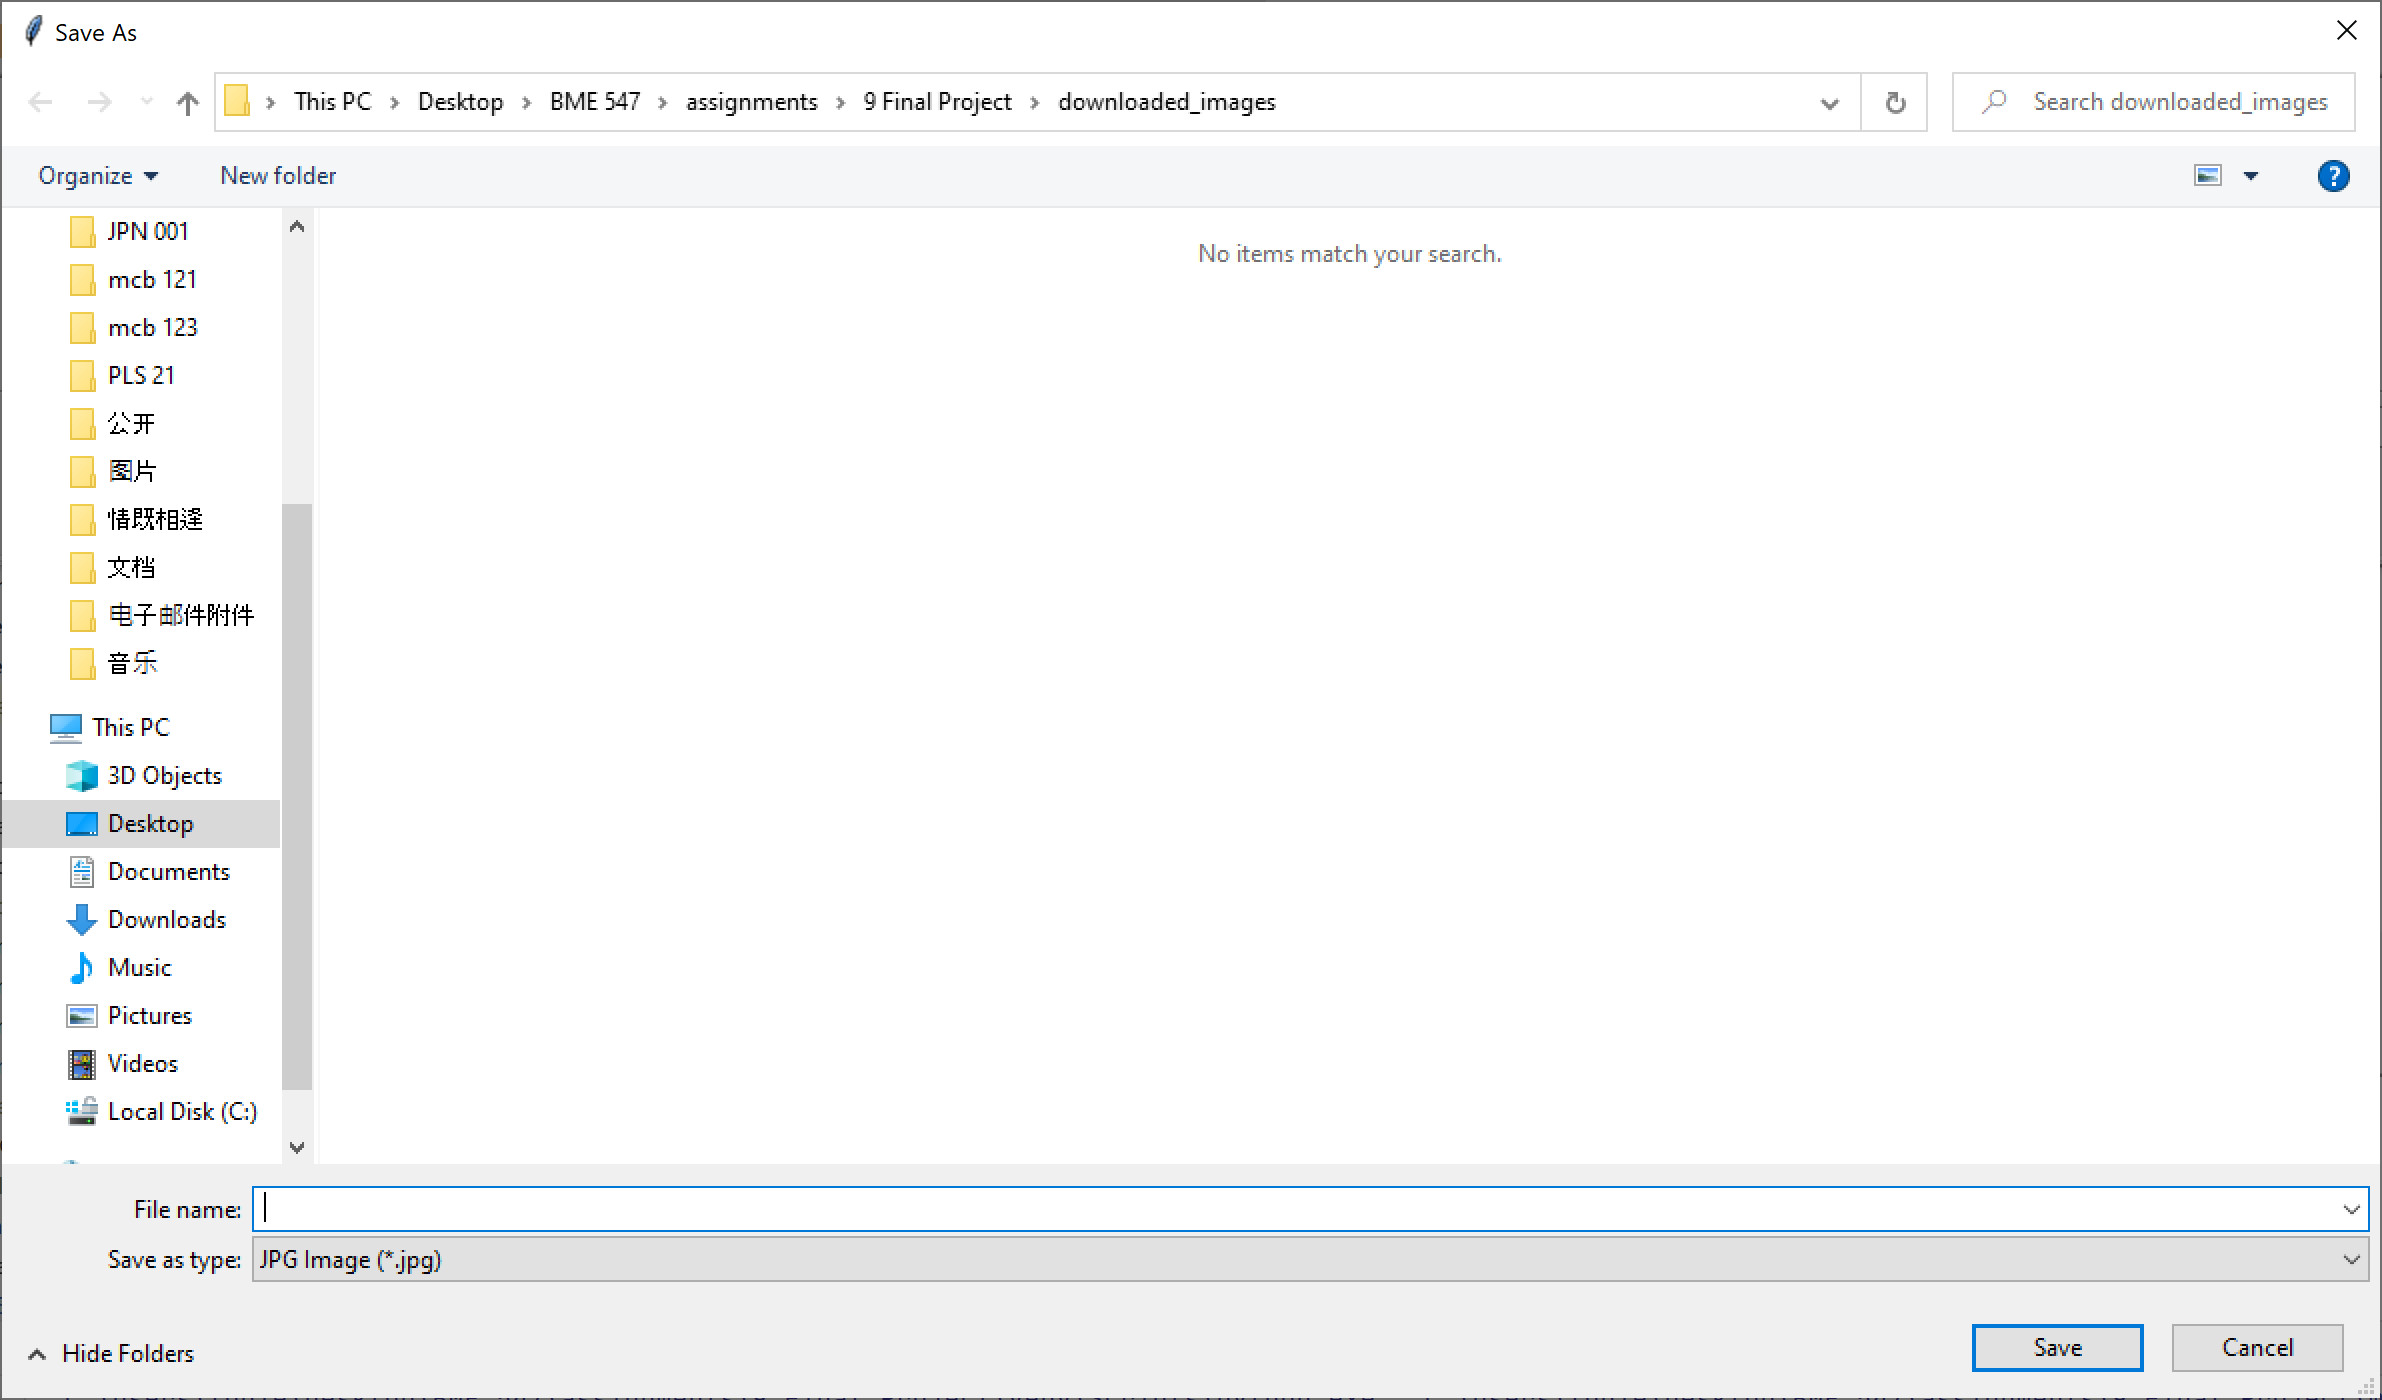 Save As
This PC > Desktop > BME 547 > assignments > 9 Final Project > downloaded_images
Search downloaded_images
Organize
New folder
JPN 001
mcb 121
mcb 123
PLS 21
公开
图片
情既相逢
文档
电子邮件附件
音乐
This PC
3D Objects
Desktop
Documents
Downloads
Music
Pictures
Videos
Local Disk (C:)
No items match your search.
File name:
Save as type: JPG Image (*.jpg)
Hide Folders
Save
Cancel